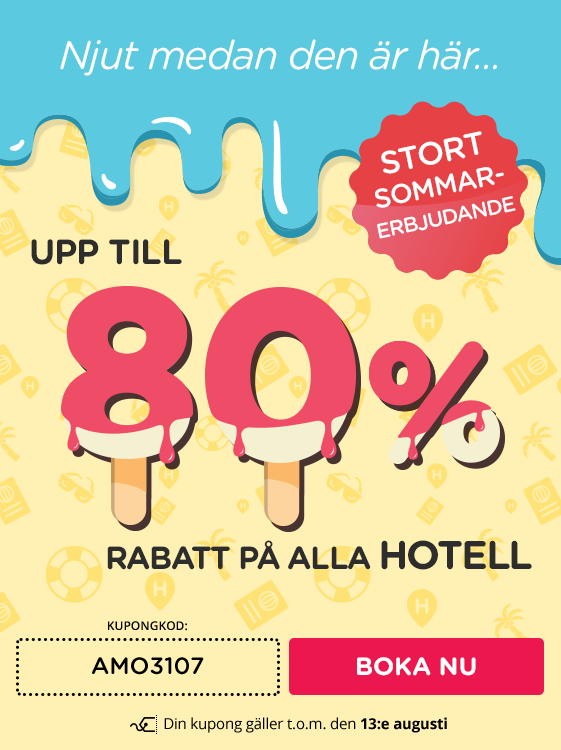 Njut medan den är här...
STORT
SOMMAR-
ERBJUDANDE
UPP TILL
80%
RABATT PÅ ALLA HOTELL
KUPONGKOD:
AMO3107
BOKA NU
Din kupong gäller t.o.m. den 13:e augusti